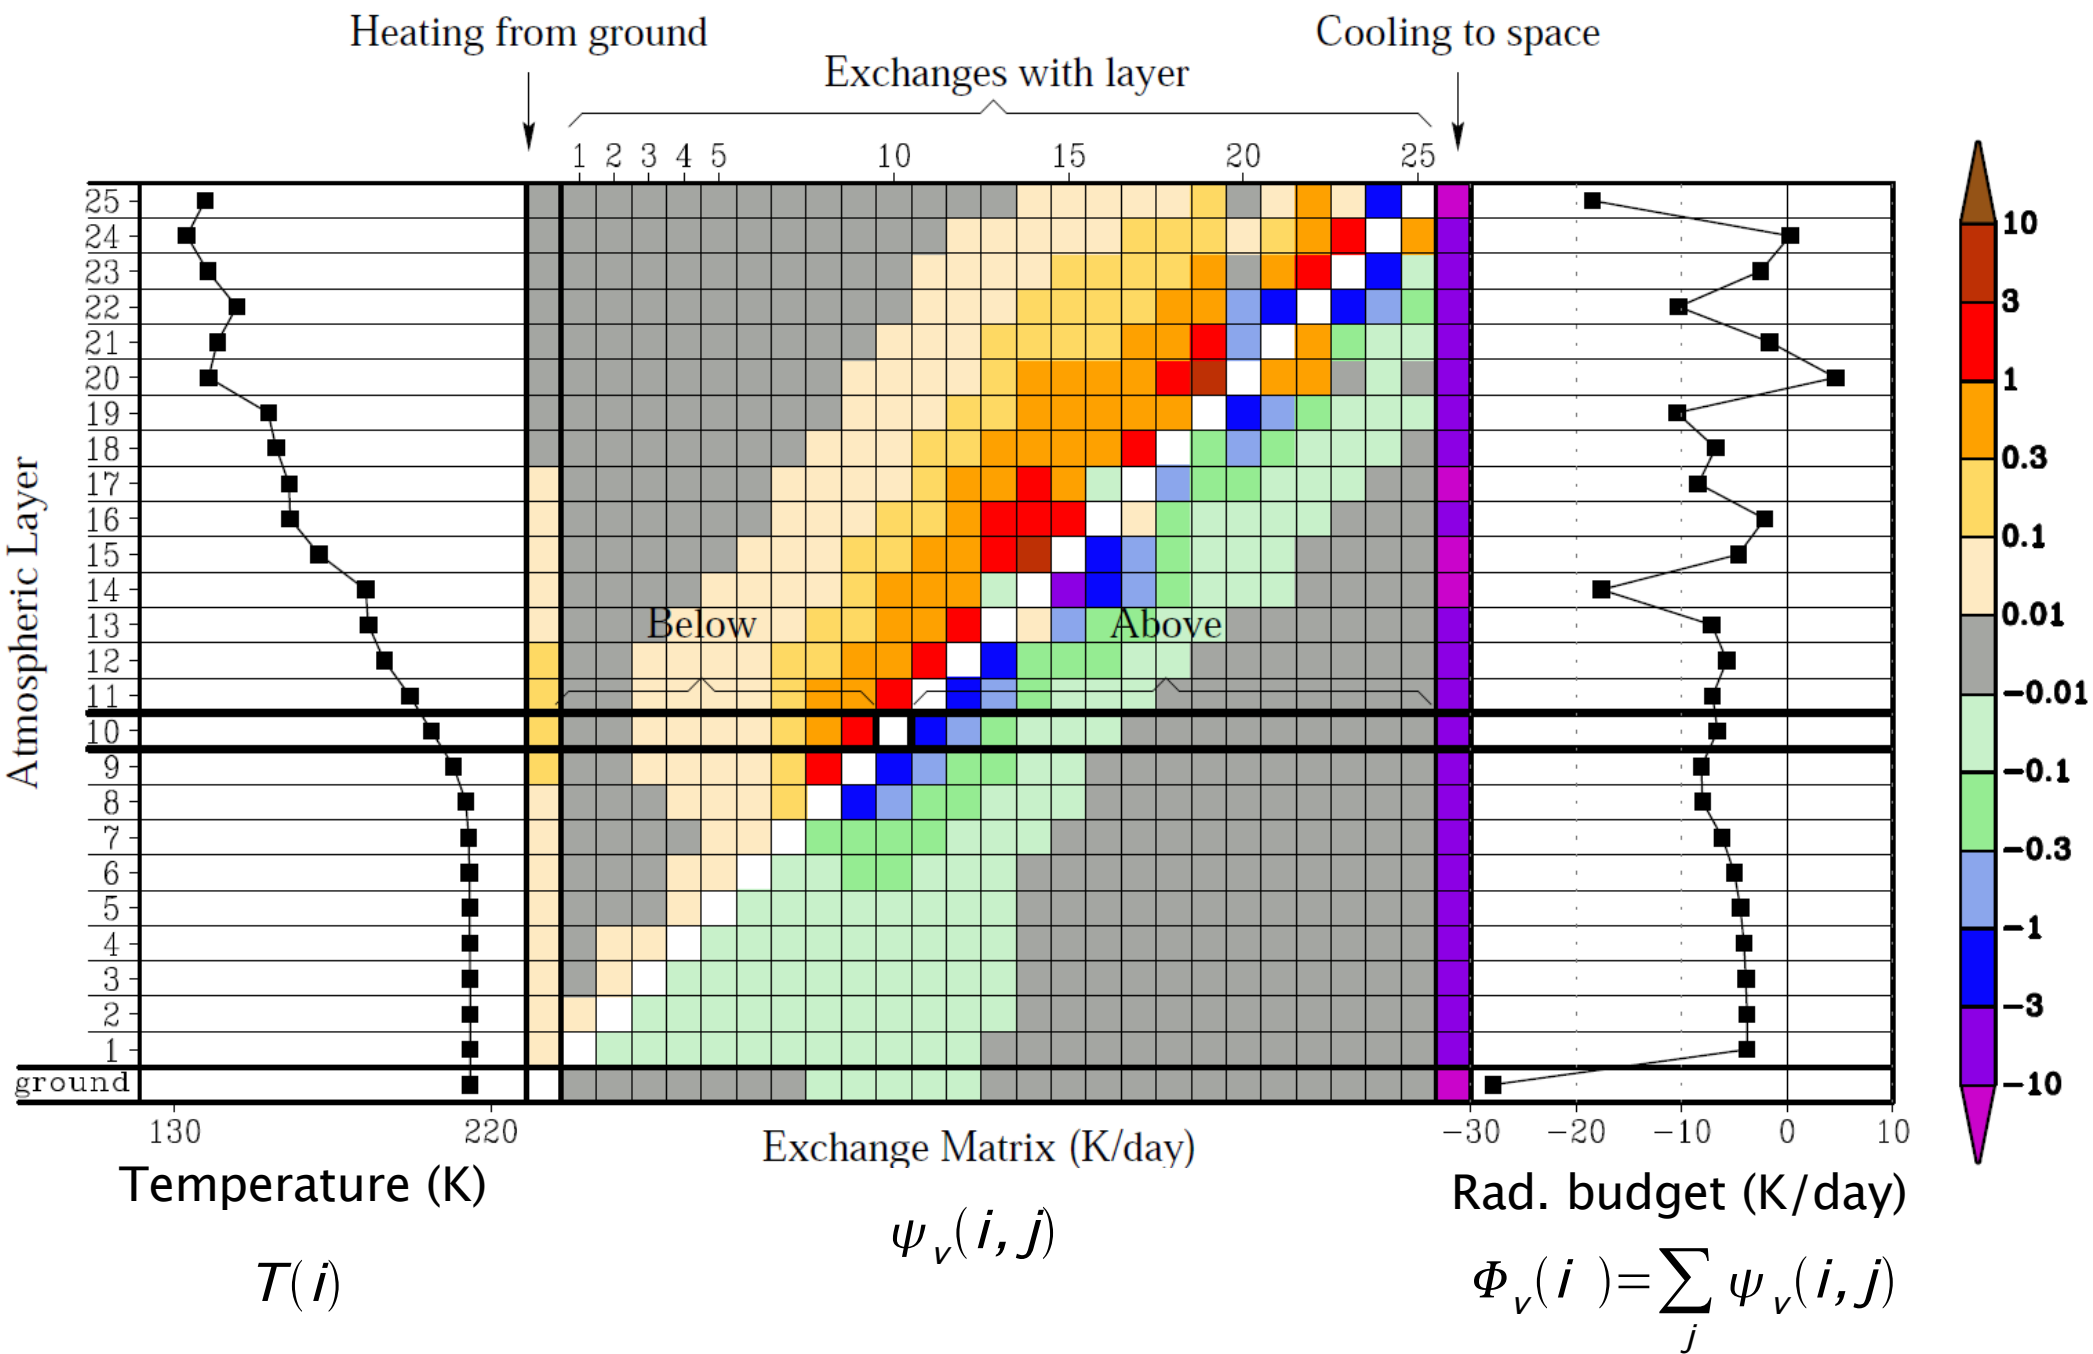 Heating from ground
Cooling to space
Exchanges with layer
1 2 3 4 5 10 15 20 25
Atmospheric Layer
25
24
23
22
21
20
19
18
17
16
15
14
13
12
11
10
9
8
7
6
5
4
3
2
1
ground
Below
Above
10
3
1
0.3
0.1
0.01
−0.01
−0.1
−0.3
−1
−3
−10
130 220
−30 −20 −10 0 10
Temperature (K)
Exchange Matrix (K/day)
Rad. budget (K/day)
T(i)
ψ_v(i,j)
Φ_v(i )=∑_j ψ_v(i,j)